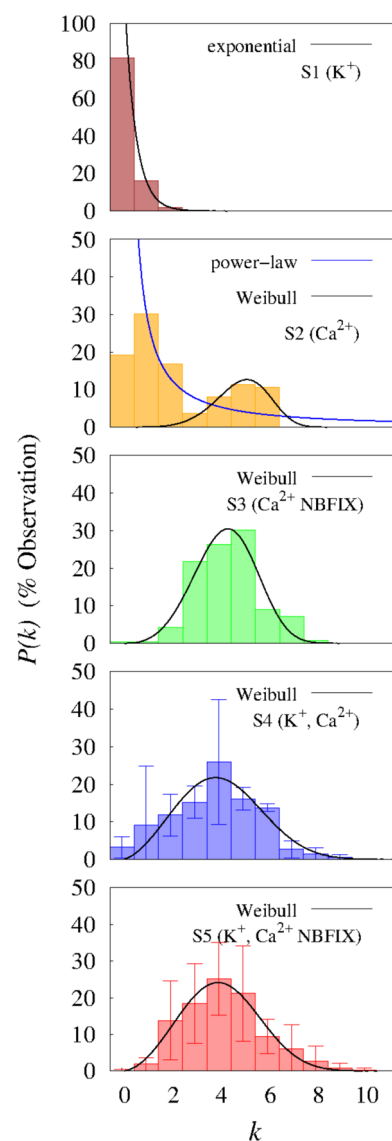 100
80
60
40
20
0
exponential
S1 (K⁺)
50
40
30
20
10
0
power−law
Weibull
S2 (Ca²⁺)
P(k) (% Observation)
50
40
30
20
10
0
Weibull
S3 (Ca²⁺ NBFIX)
50
40
30
20
10
0
Weibull
S4 (K⁺, Ca²⁺)
50
40
30
20
10
0
Weibull
S5 (K⁺, Ca²⁺ NBFIX)
0 2 4 6 8 10
k